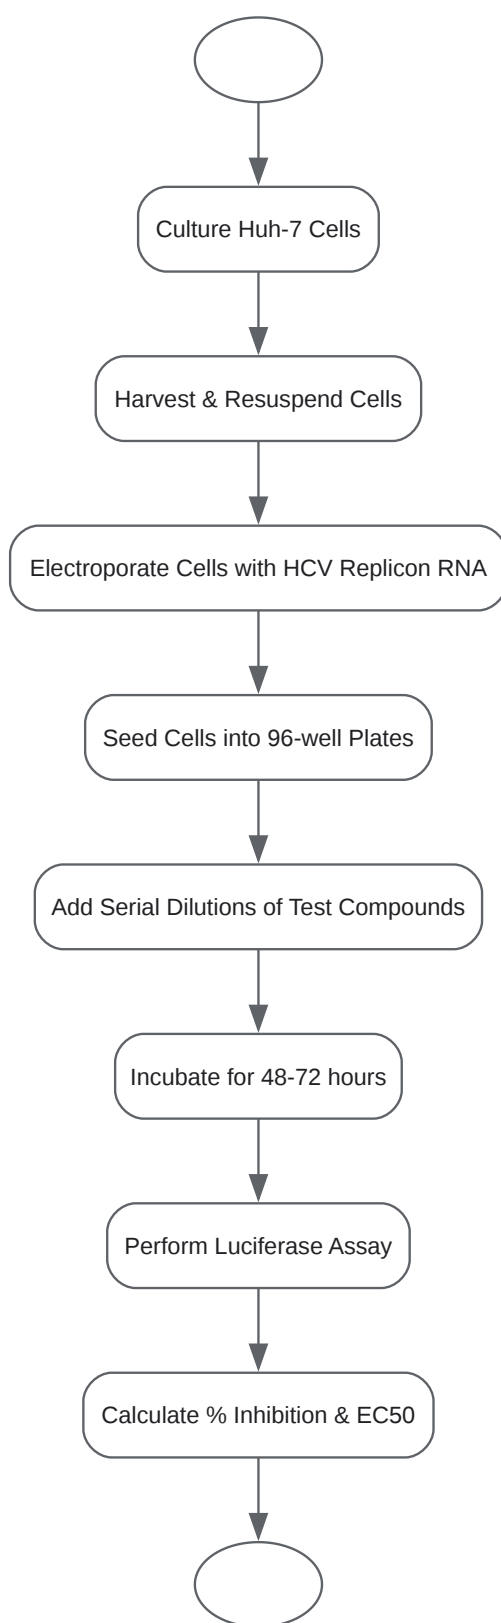 Culture Huh-7 Cells
Harvest & Resuspend Cells
Electroporate Cells with HCV Replicon RNA
Seed Cells into 96-well Plates
Add Serial Dilutions of Test Compounds
Incubate for 48-72 hours
Perform Luciferase Assay
Calculate % Inhibition & EC50